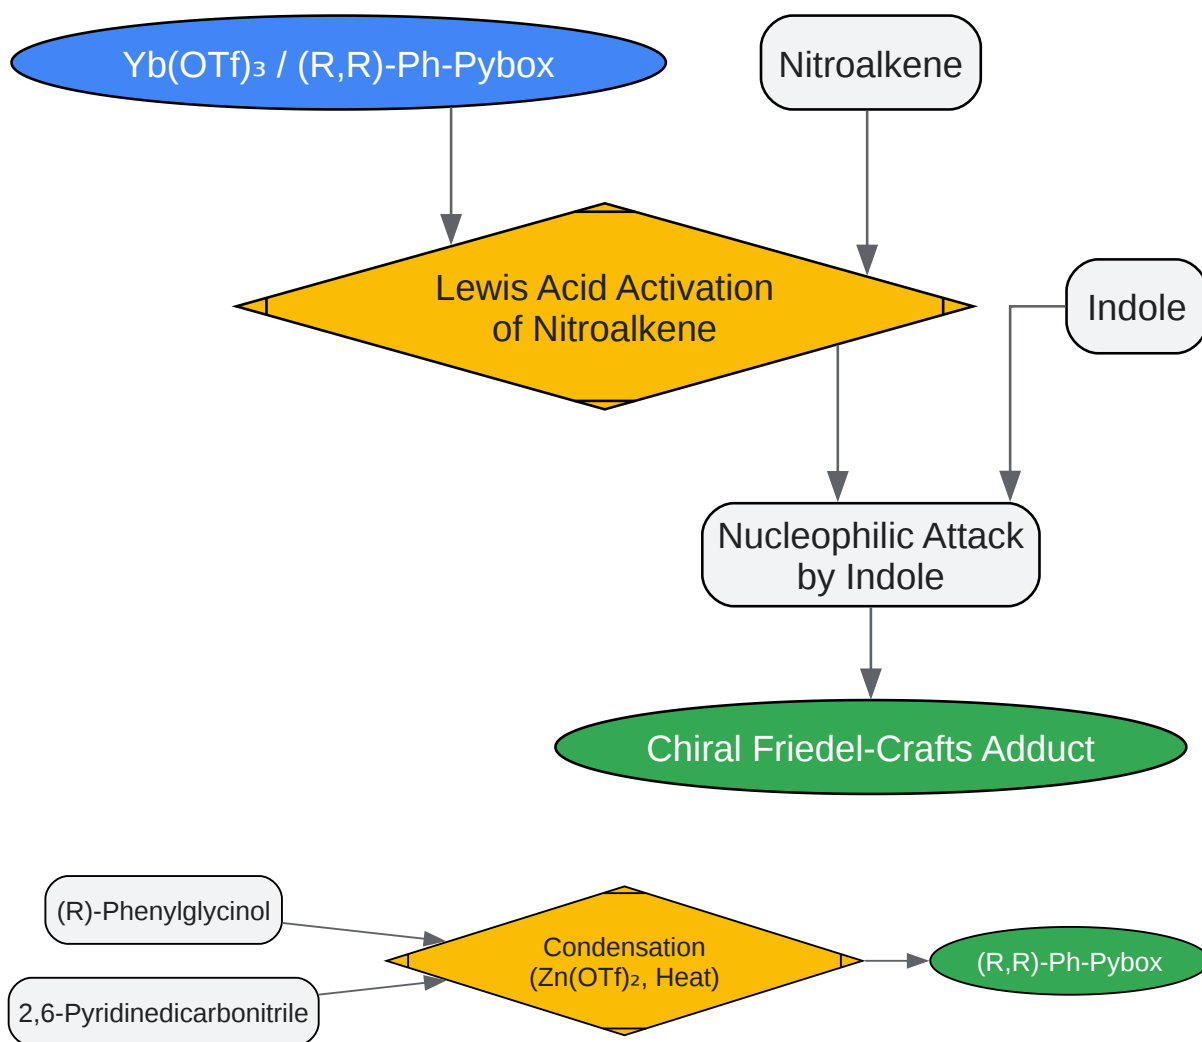 Yb(OTf)₃ / (R,R)-Ph-Pybox
Nitroalkene
Lewis Acid Activation
of Nitroalkene
Indole
Nucleophilic Attack
by Indole
Chiral Friedel-Crafts Adduct
(R)-Phenylglycinol
2,6-Pyridinedicarbonitrile
Condensation
(Zn(OTf)₂, Heat)
(R,R)-Ph-Pybox